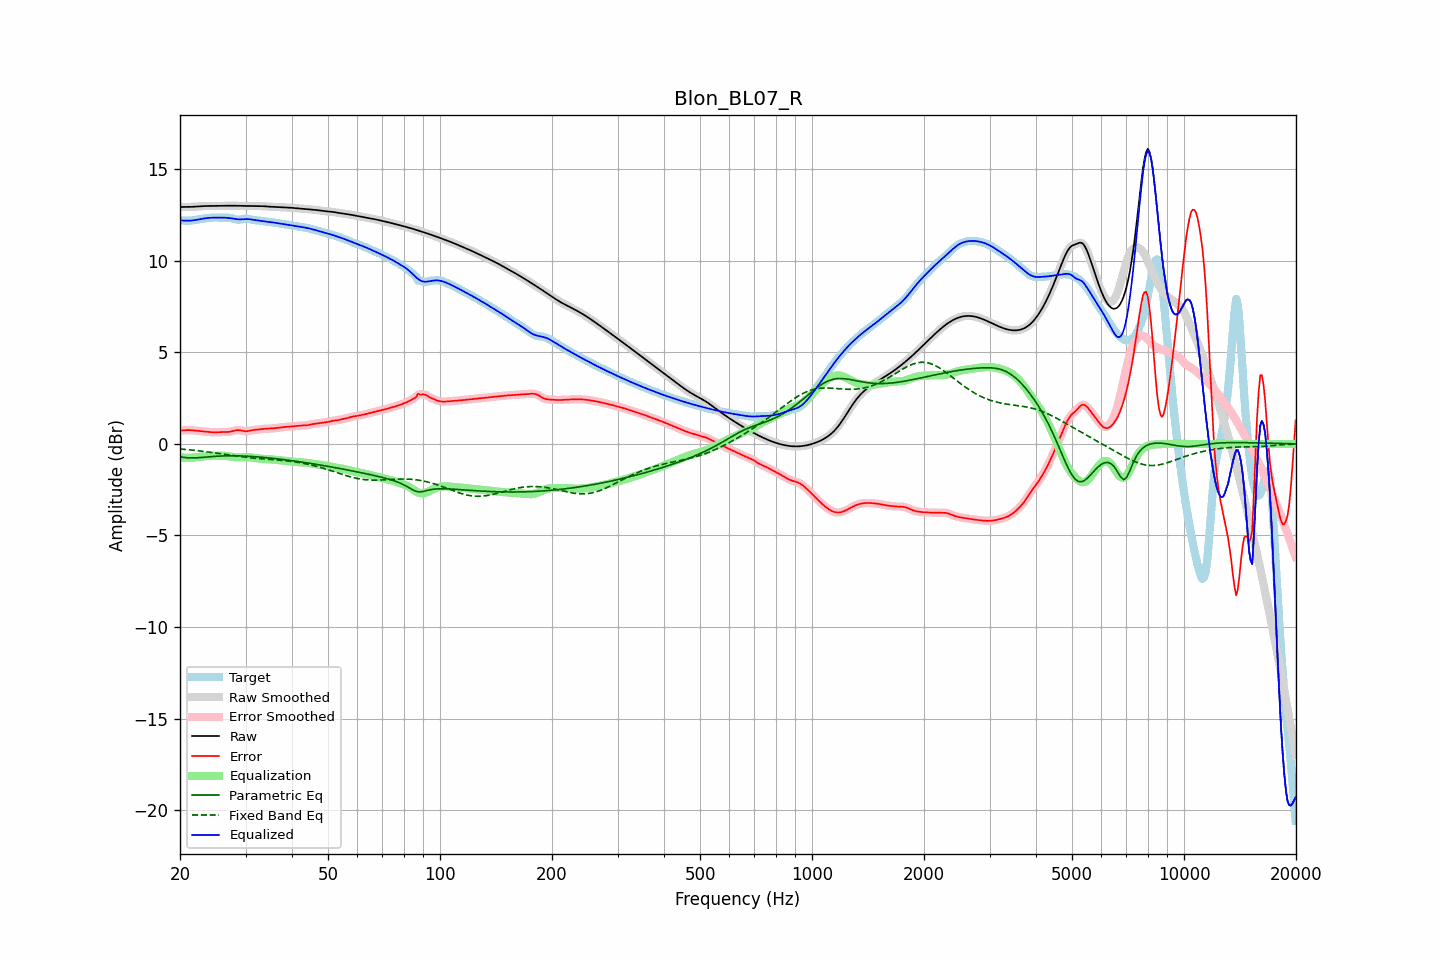 Blon_BL07_R
Amplitude (dBr)
15
10
5
0
−5
−10
−15
−20
Target
Raw Smoothed
Error Smoothed
Raw
Error
Equalization
Parametric Eq
Fixed Band Eq
Equalized
20 50 100 200 500 1000 2000 5000 10000 20000
Frequency (Hz)